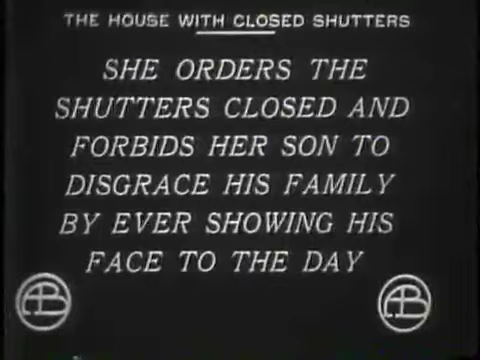 THE HOUSE WITH CLOSED SHUTTERS
SHE ORDERS THE
SHUTTERS CLOSED AND
FORBIDS HER SON TO
DISGRACE HIS FAMILY
BY EVER SHOWING HIS
FACE TO THE DAY
AB
AB